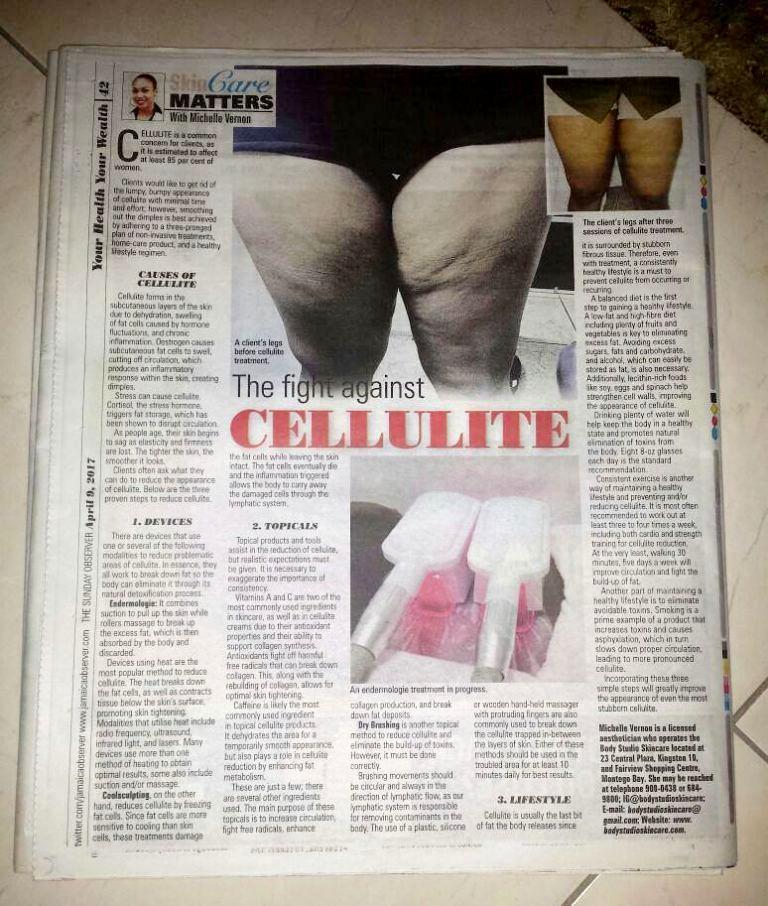 Your Health Your Wealth | 42
THE SUNDAY OBSERVER April 9, 2017
twitter.com/jamaicaobserver www.jamaicaobserver.com
Skin Care
MATTERS
With Michelle Vernon
CELLULITE is a common
concern for clients, as
it is estimated to affect
at least 85 per cent of
women.
Clients would like to get rid of
the lumpy, bumpy appearance
of cellulite with minimal time
and effort; however, smoothing
out the dimples is best achieved
by adhering to a three-pronged
plan of non-invasive treatments,
home-care product, and a healthy
lifestyle regimen.
CAUSES OF
CELLULITE
Cellulite forms in the
subcutaneous layers of the skin
due to dehydration, swelling
of fat cells caused by hormone
fluctuations, and chronic
inflammation. Oestrogen causes
subcutaneous fat cells to swell,
cutting off circulation, which
produces an inflammatory
response within the skin, creating
dimples.
Stress can cause cellulite.
Cortisol, the stress hormone,
triggers fat storage, which has
been shown to disrupt circulation.
As people age, their skin begins
to sag as elasticity and firmness
are lost. The tighter the skin, the
smoother it looks.
Clients often ask what they
can do to reduce the appearance
of cellulite. Below are the three
proven steps to reduce cellulite.
1. DEVICES
There are devices that use
one or several of the following
modalities to reduce problematic
areas of cellulite. In essence, they
all work to break down fat so the
body can eliminate it through its
natural detoxification process.
Endermologie: It combines
suction to pull up the skin while
rollers massage to break up
the excess fat, which is then
absorbed by the body and
discarded.
Devices using heat are the
most popular method to reduce
cellulite. The heat breaks down
the fat cells, as well as contracts
tissue below the skin's surface,
promoting skin tightening.
Modalities that utilise heat include
radio frequency, ultrasound,
infrared light, and lasers. Many
devices use more than one
method of heating to obtain
optimal results, some also include
suction and/or massage.
Coolsculpting, on the other
hand, reduces cellulite by freezing
fat cells. Since fat cells are more
sensitive to cooling than skin
cells, these treatments damage
A client's legs
before cellulite
treatment.
The fight against
CELLULITE
the fat cells while leaving the skin
intact. The fat cells eventually die
and the inflammation triggered
allows the body to carry away
the damaged cells through the
lymphatic system.
2. TOPICALS
Topical products and tools
assist in the reduction of cellulite,
but realistic expectations must
be given. It is necessary to
exaggerate the importance of
consistency.
Vitamins A and C are two of the
most commonly used ingredients
in skincare, as well as in cellulite
creams due to their antioxidant
properties and their ability to
support collagen synthesis.
Antioxidants fight off harmful
free radicals that can break down
collagen. This, along with the
rebuilding of collagen, allows for
optimal skin tightening.
Caffeine is likely the most
commonly used ingredient
in topical cellulite products.
It dehydrates the area for a
temporarily smooth appearance,
but also plays a role in cellulite
reduction by enhancing fat
metabolism.
These are just a few; there
are several other ingredients
used. The main purpose of these
topicals is to increase circulation,
fight free radicals, enhance
An endermologie treatment in progress.
collagen production, and break
down fat deposits.
Dry Brushing is another topical
method to reduce cellulite and
eliminate the build-up of toxins.
However, it must be done
correctly.
Brushing movements should
be circular and always in the
direction of lymphatic flow, as our
lymphatic system is responsible
for removing contaminants in the
body. The use of a plastic, silicone
or wooden hand-held massager
with protruding fingers are also
commonly used to break down
the cellulite trapped in-between
the layers of skin. Either of these
methods should be used in the
troubled area for at least 10
minutes daily for best results.
3. LIFESTYLE
Cellulite is usually the last bit
of fat the body releases since
The client's legs after three
sessions of cellulite treatment.
it is surrounded by stubborn
fibrous tissue. Therefore, even
with treatment, a consistently
healthy lifestyle is a must to
prevent cellulite from occurring or
recurring.
A balanced diet is the first
step to gaining a healthy lifestyle.
A low-fat and high-fibre diet
including plenty of fruits and
vegetables is key to eliminating
excess fat. Avoiding excess
sugars, fats and carbohydrate,
and alcohol, which can easily be
stored as fat, is also necessary.
Additionally, lecithin-rich foods
like soy, eggs and spinach help
strengthen cell walls, improving
the appearance of cellulite.
Drinking plenty of water will
help keep the body in a healthy
state and promotes natural
elimination of toxins from
the body. Eight 8-oz glasses
each day is the standard
recommendation.
Consistent exercise is another
way of maintaining a healthy
lifestyle and preventing and/or
reducing cellulite. It is most often
recommended to work out at
least three to four times a week,
including both cardio and strength
training for cellulite reduction.
At the very least, walking 30
minutes, five days a week will
improve circulation and fight the
build-up of fat.
Another part of maintaining a
healthy lifestyle is to eliminate
avoidable toxins. Smoking is a
prime example of a product that
increases toxins and causes
asphyxiation, which in turn
slows down proper circulation,
leading to more pronounced
cellulite.
Incorporating these three
simple steps will greatly improve
the appearance of even the most
stubborn cellulite.
Michelle Vernon is a licensed
aesthetician who operates the
Body Studio Skincare located at
23 Central Plaza, Kingston 10,
and Fairview Shopping Centre,
Montego Bay. She may be reached
at telephone 908-0438 or 684-
9800; IG@bodystudioskincare;
E-mail: bodystudioskincare@
gmail.com; Website: www.
bodystudioskincare.com.